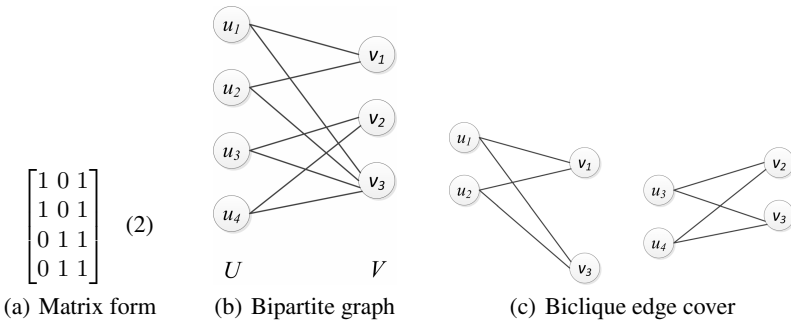 1 0 1
1 0 1
0 1 1
0 1 1
(2)
(a) Matrix form
u1
u2
u3
u4
v1
v2
v3
U V
(b) Bipartite graph
u1
u2
v1
v3
u3
u4
v2
v3
(c) Biclique edge cover